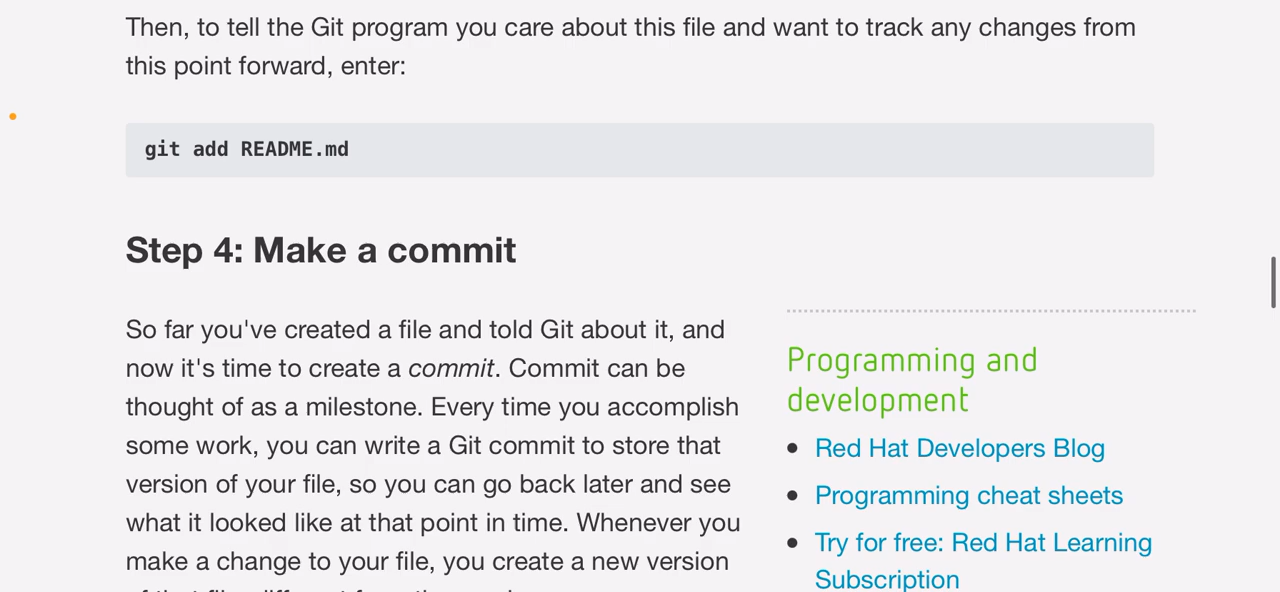 Then, to tell the Git program you care about this file and want to track any changes from
this point forward, enter:
git add README.md
Step 4: Make a commit
So far you've created a file and told Git about it, and
now it's time to create a commit. Commit can be
thought of as a milestone. Every time you accomplish
some work, you can write a Git commit to store that
version of your file, so you can go back later and see
what it looked like at that point in time. Whenever you
make a change to your file, you create a new version
Programming and
development
Red Hat Developers Blog
Programming cheat sheets
Try for free: Red Hat Learning
Subscription